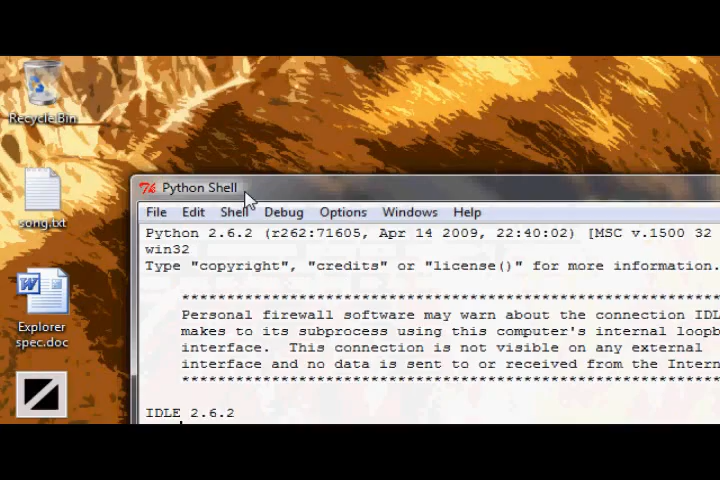 Recycle Bin
song.txt
Explorer
spec.doc
Python Shell
File Edit Shell Debug Options Windows Help
Python 2.6.2 (r262:71605, Apr 14 2009, 22:40:02) [MSC v.1500 32
win32
Type "copyright", "credits" or "license()" for more information.
****************************************************************
Personal firewall software may warn about the connection IDL
makes to its subprocess using this computer's internal loopb
interface.  This connection is not visible on any external
interface and no data is sent to or received from the Intern
****************************************************************
IDLE 2.6.2